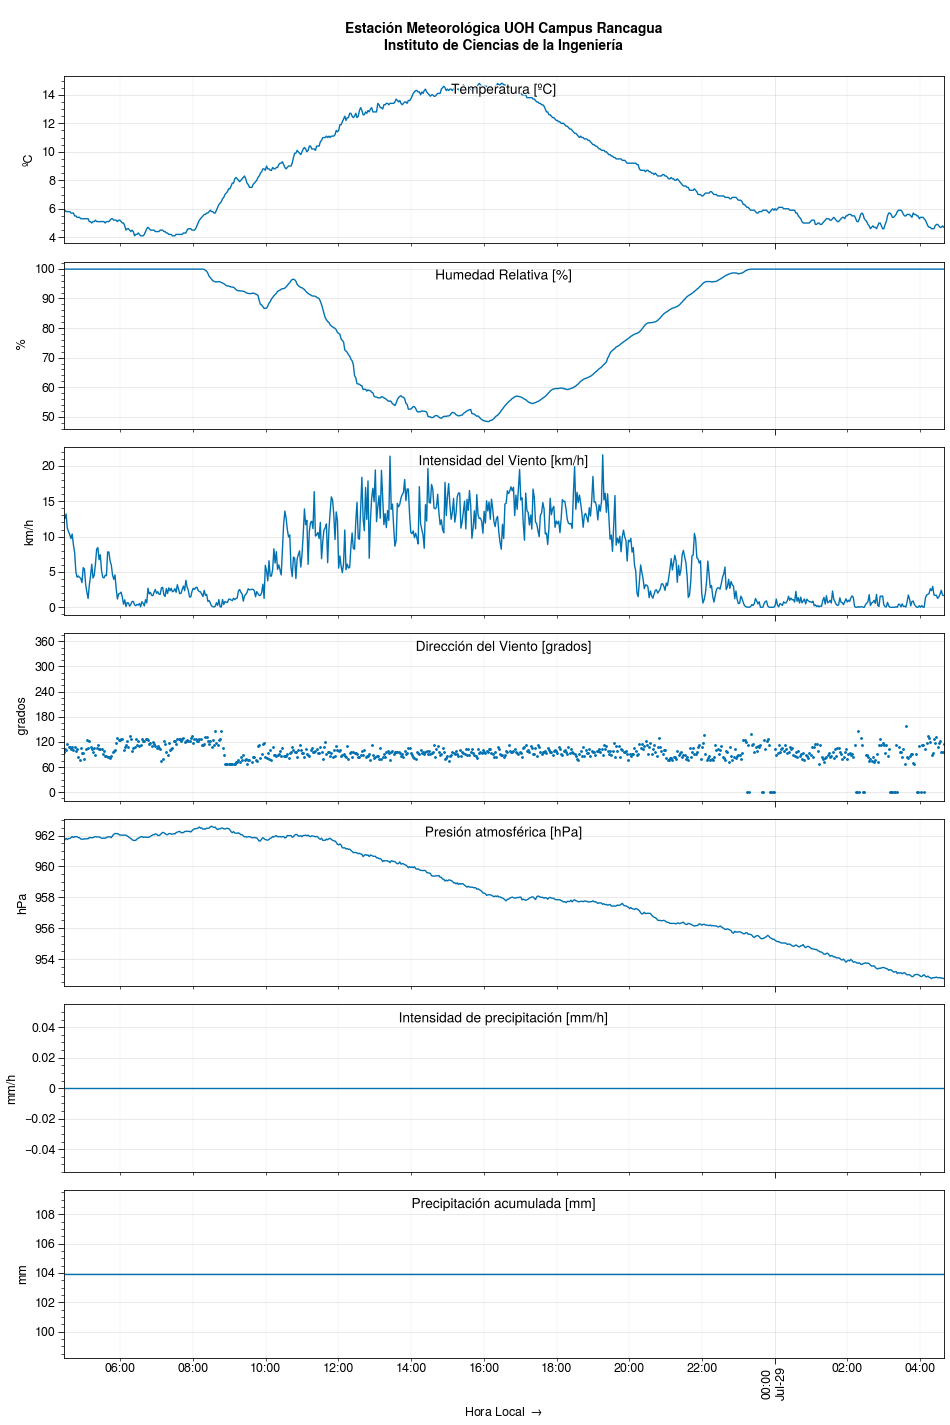 Estación Meteorológica UOH Campus Rancagua
Instituto de Ciencias de la Ingeniería
Temperatura [ºC]
ºC
14
12
10
8
6
4
Humedad Relativa [%]
%
100
90
80
70
60
50
Intensidad del Viento [km/h]
km/h
20
15
10
5
0
Dirección del Viento [grados]
grados
360
300
240
180
120
60
0
Presión atmosférica [hPa]
hPa
962
960
958
956
954
Intensidad de precipitación [mm/h]
mm/h
0.04
0.02
0
−0.02
−0.04
Precipitación acumulada [mm]
mm
108
106
104
102
100
06:00 08:00 10:00 12:00 14:00 16:00 18:00 20:00 22:00 00:00 02:00 04:00
Jul-29
Hora Local →